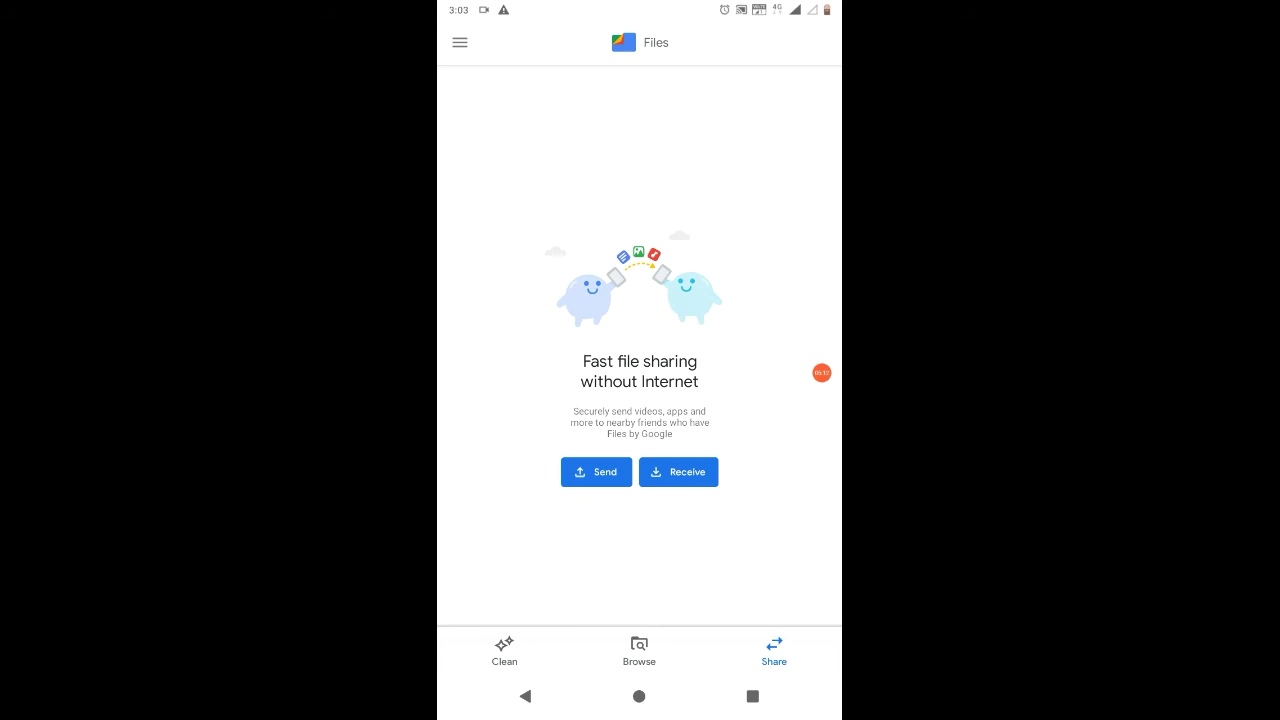 3:03
4G
Files
Fast file sharing
without Internet
Securely send videos, apps and
more to nearby friends who have
Files by Google
Send
Receive
Clean
Browse
Share